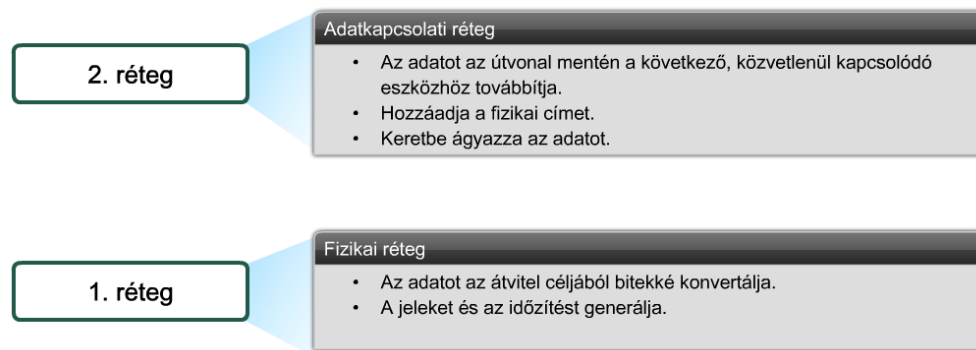 Adatkapcsolati réteg
2. réteg
• Az adatot az útvonal mentén a következő, közvetlenül kapcsolódó
eszközhöz továbbítja.
• Hozzáadja a fizikai címet.
• Keretbe ágyazza az adatot.
Fizikai réteg
1. réteg
• Az adatot az átvitel céljából bitekké konvertálja.
• A jeleket és az időzítést generálja.